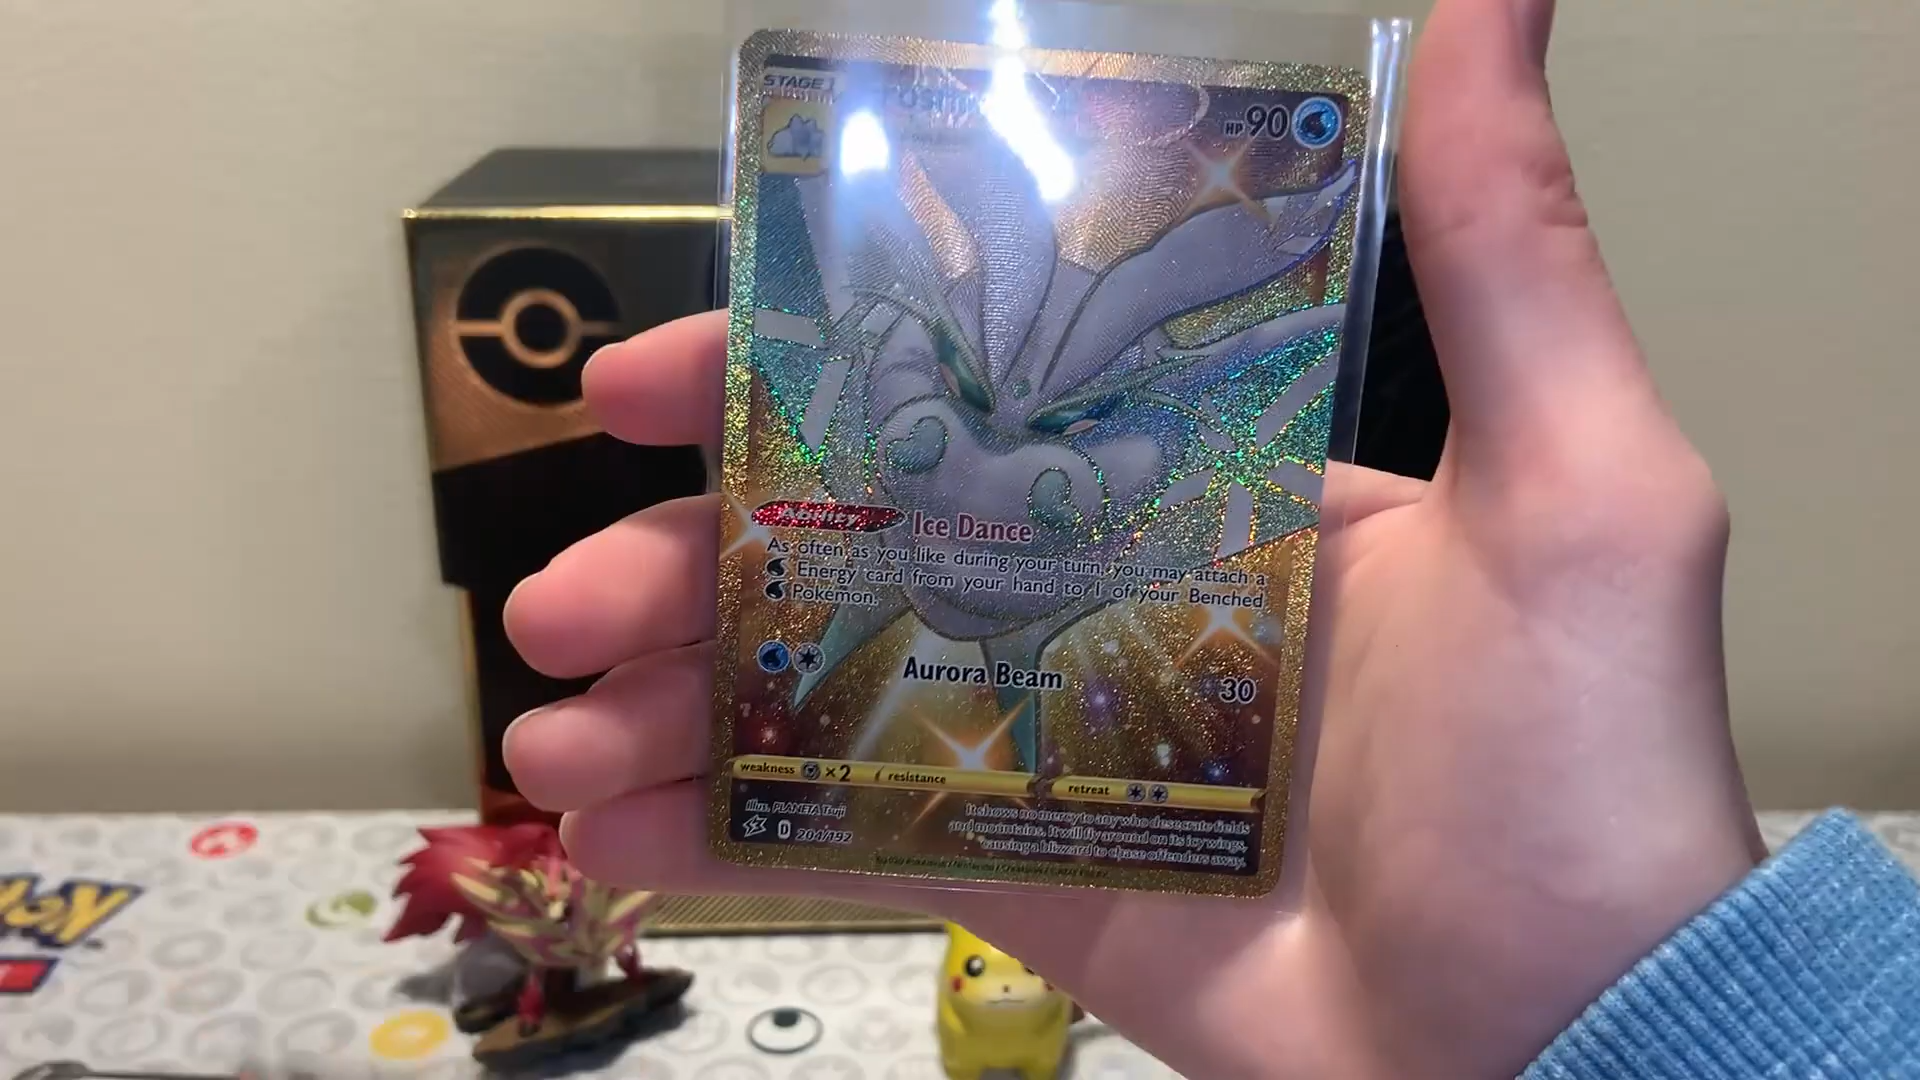 STAGE 1
HP 90
Ability Ice Dance
As often as you like during your turn, you may attach a
Energy card from your hand to 1 of your Benched
Pokémon.
Aurora Beam
30
weakness ×2 resistance
retreat
Illus. PLANETA Tsuji
D 204/192
It shows no mercy to any who desecrate fields
and mountains. It will fly around on its icy wings,
causing a blizzard to chase offenders away.